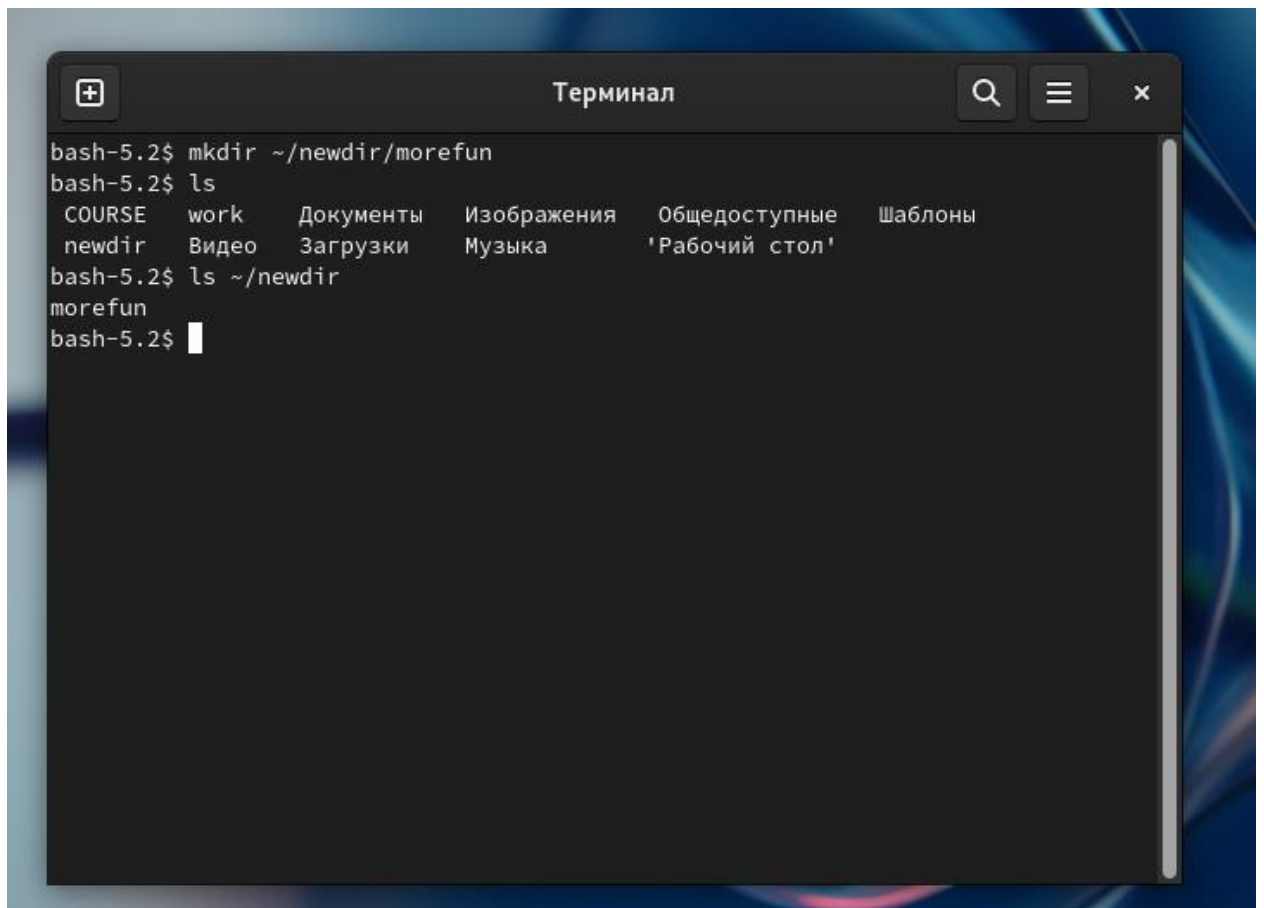 Терминал
bash-5.2$ mkdir ~/newdir/morefun
bash-5.2$ ls
COURSE work Документы Изображения Общедоступные Шаблоны
newdir Видео Загрузки Музыка 'Рабочий стол'
bash-5.2$ ls ~/newdir
morefun
bash-5.2$